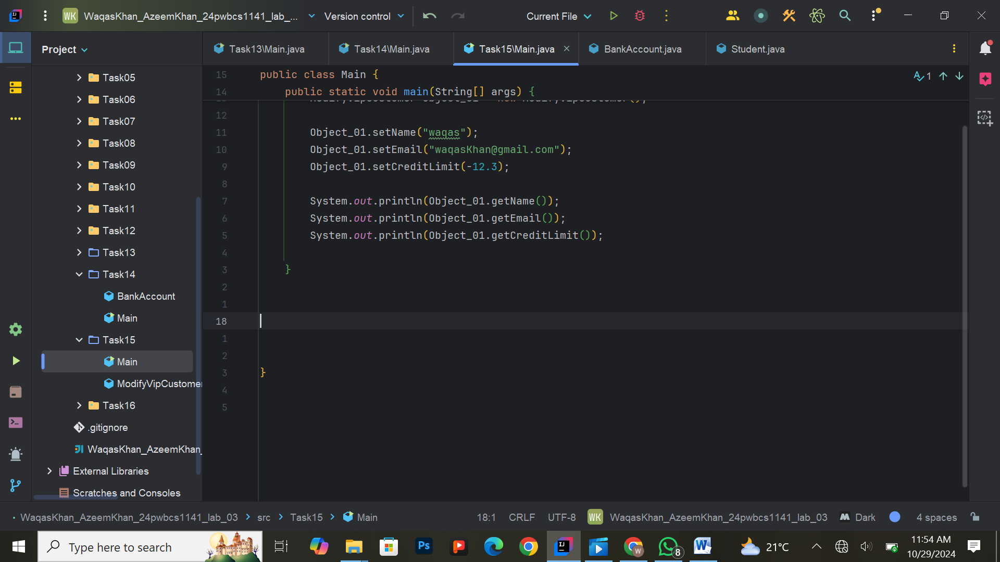 WK WaqasKhan_AzeemKhan_24pwbcs1141_lab_... Version control Current File
Project
Task13\Main.java Task14\Main.java Task15\Main.java BankAccount.java Student.java
Task05
Task06
Task07
Task08
Task09
Task10
Task11
Task12
Task13
Task14
BankAccount
Main
Task15
Main
ModifyVipCustomer
Task16
.gitignore
WaqasKhan_AzeemKhan_
External Libraries
Scratches and Consoles
15 public class Main {
14 public static void main(String[] args) {
1
12
11 Object_01.setName("waqas");
10 Object_01.setEmail("waqasKhan@gmail.com");
9 Object_01.setCreditLimit(-12.3);
8
7 System.out.println(Object_01.getName());
6 System.out.println(Object_01.getEmail());
5 System.out.println(Object_01.getCreditLimit());
4
3 }
2
1
18
1
2
3 }
4
5
WaqasKhan_AzeemKhan_24pwbcs1141_lab_03 > src > Task15 > Main 18:1 CRLF UTF-8 WK WaqasKhan_AzeemKhan_24pwbcs1141_lab_03 Dark 4 spaces
Type here to search Ps 8 21°C 11:54 AM
10/29/2024